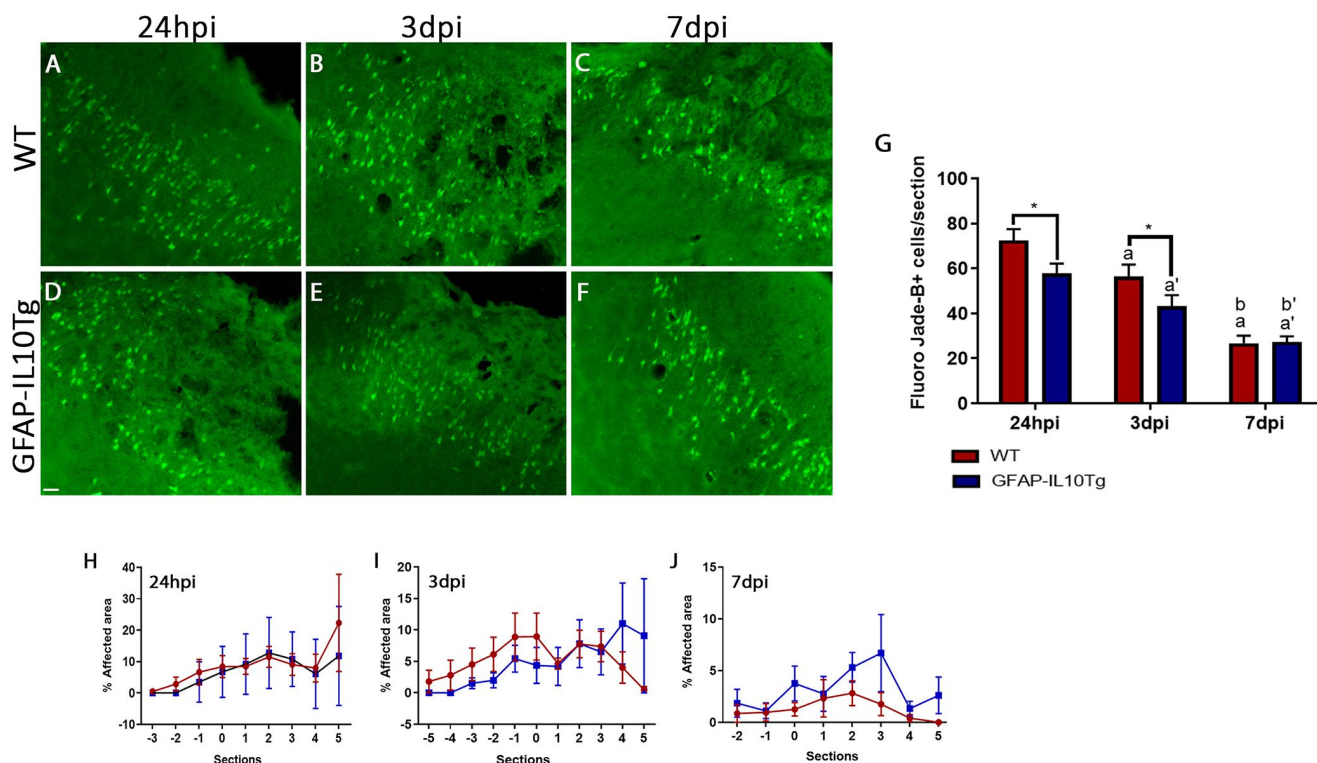 24hpi 3dpi 7dpi
WT
A B C
GFAP-IL10Tg
D E F
G
Fluoro Jade-B+ cells/section
100
80
60
40
20
0
*
*
a
a'
b b'
a a'
24hpi 3dpi 7dpi
WT
GFAP-IL10Tg
H
24hpi
% Affected area
40
30
20
10
0
-10
-3 -2 -1 0 1 2 3 4 5
Sections
I
3dpi
% Affected area
20
15
10
5
0
-5
-5 -4 -3 -2 -1 0 1 2 3 4 5
Sections
J
7dpi
% Affected area
15
10
5
0
-2 -1 0 1 2 3 4 5
Sections